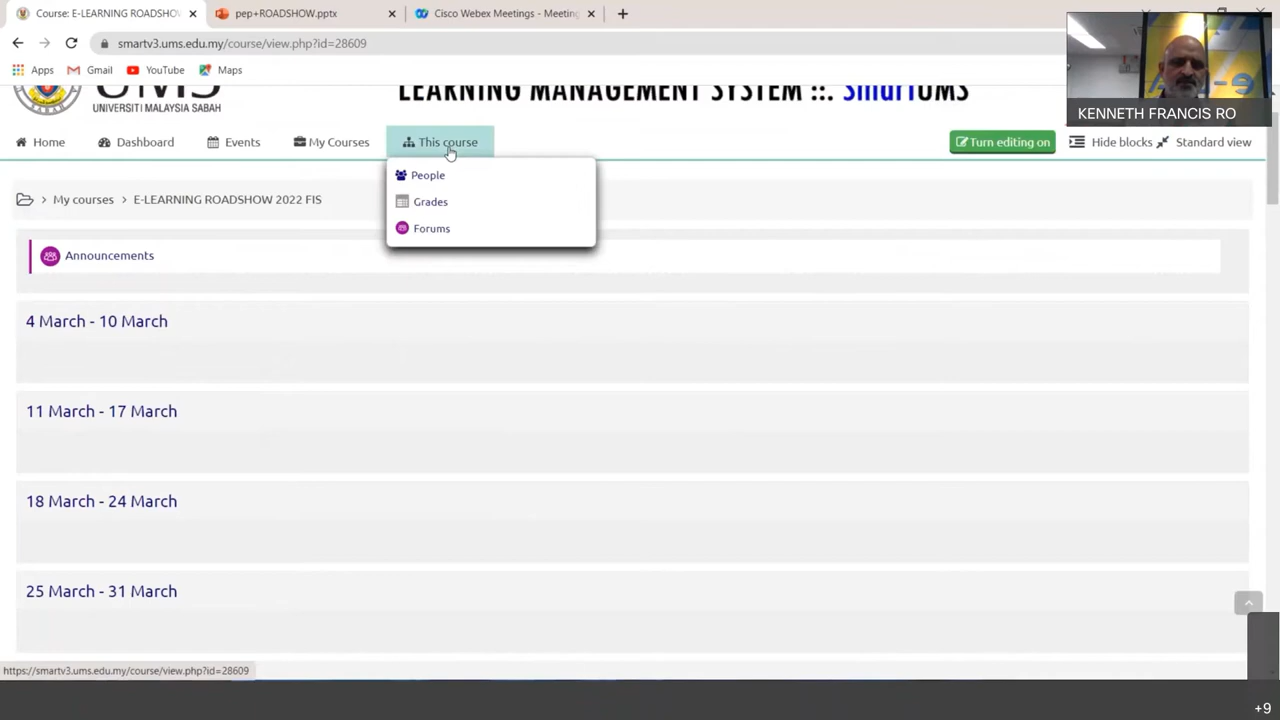 Course: E-LEARNING ROADSHOW
pep+ROADSHOW.pptx
Cisco Webex Meetings - Meeting
smartv3.ums.edu.my/course/view.php?id=28609
Apps
Gmail
YouTube
Maps
UMS
UNIVERSITI MALAYSIA SABAH
LEARNING MANAGEMENT SYSTEM ::. SmartUMS
KENNETH FRANCIS RO
Home
Dashboard
Events
My Courses
This course
Turn editing on
Hide blocks
Standard view
People
Grades
Forums
My courses
E-LEARNING ROADSHOW 2022 FIS
Announcements
4 March - 10 March
11 March - 17 March
18 March - 24 March
25 March - 31 March
https://smartv3.ums.edu.my/course/view.php?id=28609
+9